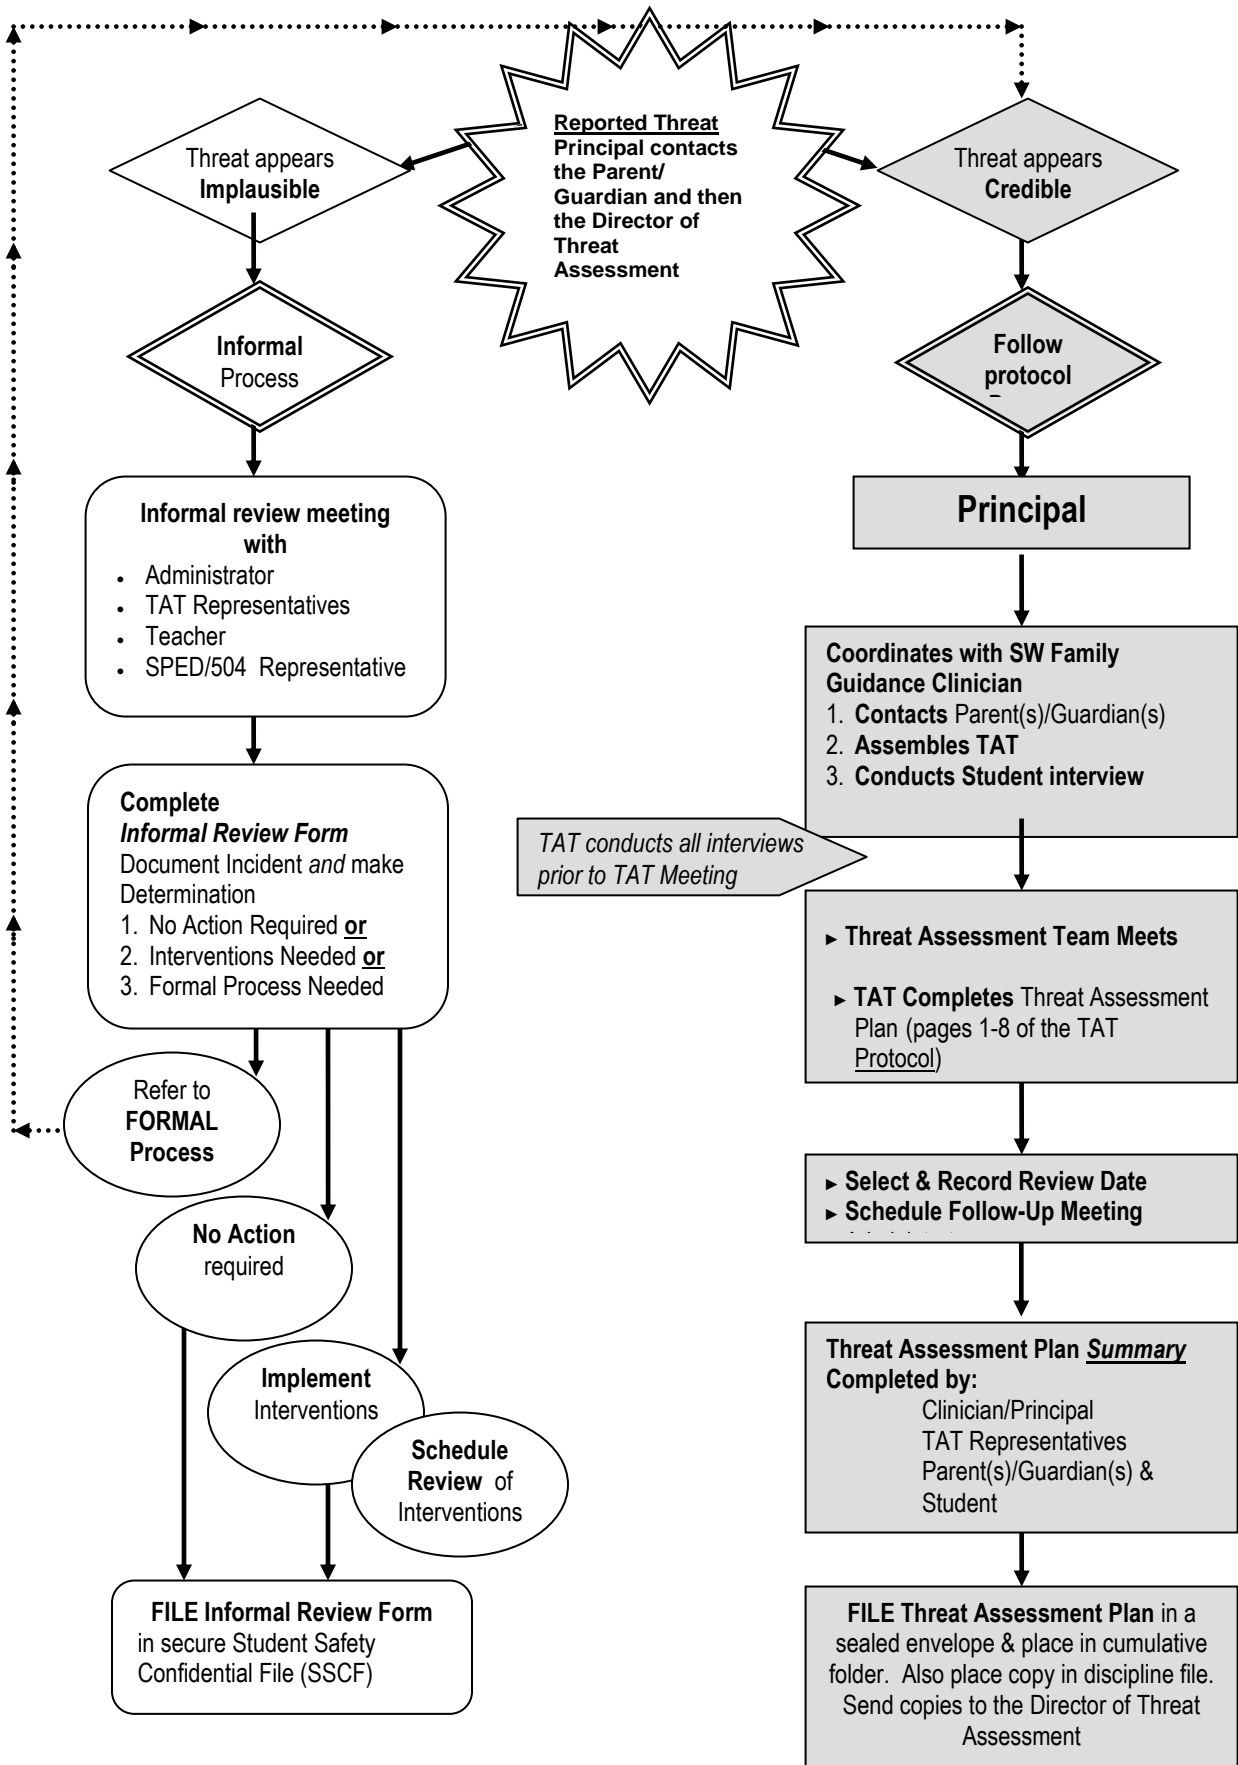 Reported Threat
Principal contacts
the Parent/
Guardian and then
the Director of
Threat
Assessment
Threat appears
Implausible
Threat appears
Credible
Informal
Process
Follow
protocol
Informal review meeting
with
• Administrator
• TAT Representatives
• Teacher
• SPED/504 Representative
Complete
Informal Review Form
Document Incident and make
Determination
1. No Action Required or
2. Interventions Needed or
3. Formal Process Needed
Refer to
FORMAL
Process
No Action
required
Implement
Interventions
Schedule
Review of
Interventions
FILE Informal Review Form
in secure Student Safety
Confidential File (SSCF)
Principal
Coordinates with SW Family
Guidance Clinician
1. Contacts Parent(s)/Guardian(s)
2. Assembles TAT
3. Conducts Student interview
TAT conducts all interviews
prior to TAT Meeting
► Threat Assessment Team Meets
► TAT Completes Threat Assessment
Plan (pages 1-8 of the TAT
Protocol)
► Select & Record Review Date
► Schedule Follow-Up Meeting
Threat Assessment Plan Summary
Completed by:
Clinician/Principal
TAT Representatives
Parent(s)/Guardian(s) &
Student
FILE Threat Assessment Plan in a
sealed envelope & place in cumulative
folder. Also place copy in discipline file.
Send copies to the Director of Threat
Assessment